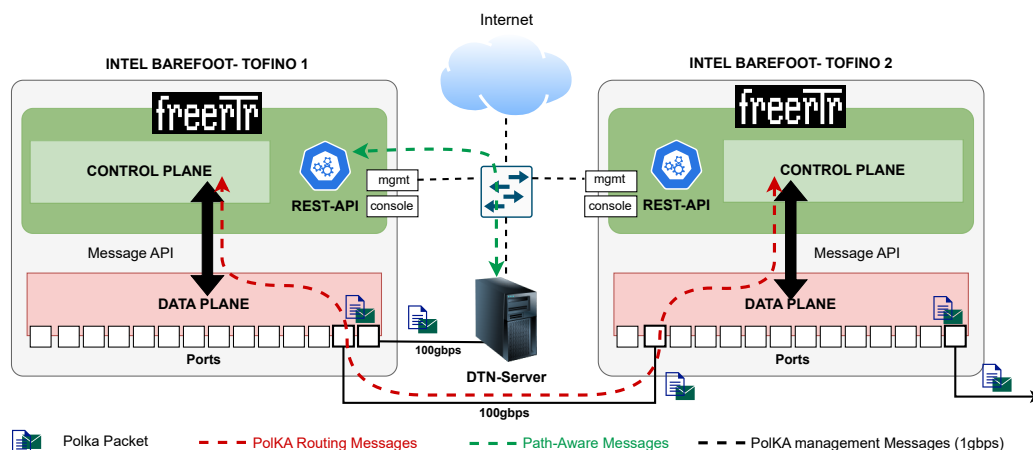 Internet
INTEL BAREFOOT- TOFINO 1
INTEL BAREFOOT- TOFINO 2
freerTr
freerTr
CONTROL PLANE
CONTROL PLANE
mgmt
mgmt
REST-API
console
console
REST-API
Message API
Message API
DATA PLANE
DATA PLANE
Ports
100gbps
DTN-Server
Ports
100gbps
Polka Packet
PolKA Routing Messages
Path-Aware Messages
PolKA management Messages (1gbps)